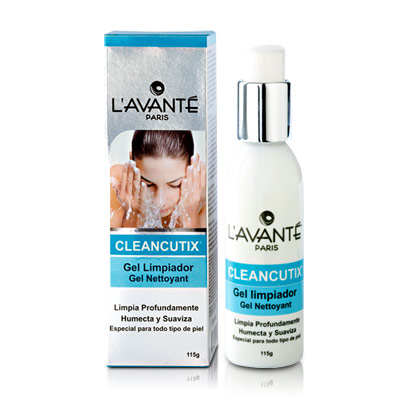 L'AVANTÉ
PARIS
CLEANCUTIX
Gel Limpiador
Gel Nettoyant
Limpia Profundamente
Humecta y Suaviza
Especial para todo tipo de piel
115g
L'AVANTÉ
PARIS
CLEANCUTIX
Gel limpiador
Gel Nettoyant
Limpia Profundamente
Humecta y Suaviza
Especial para todo tipo de piel
115g